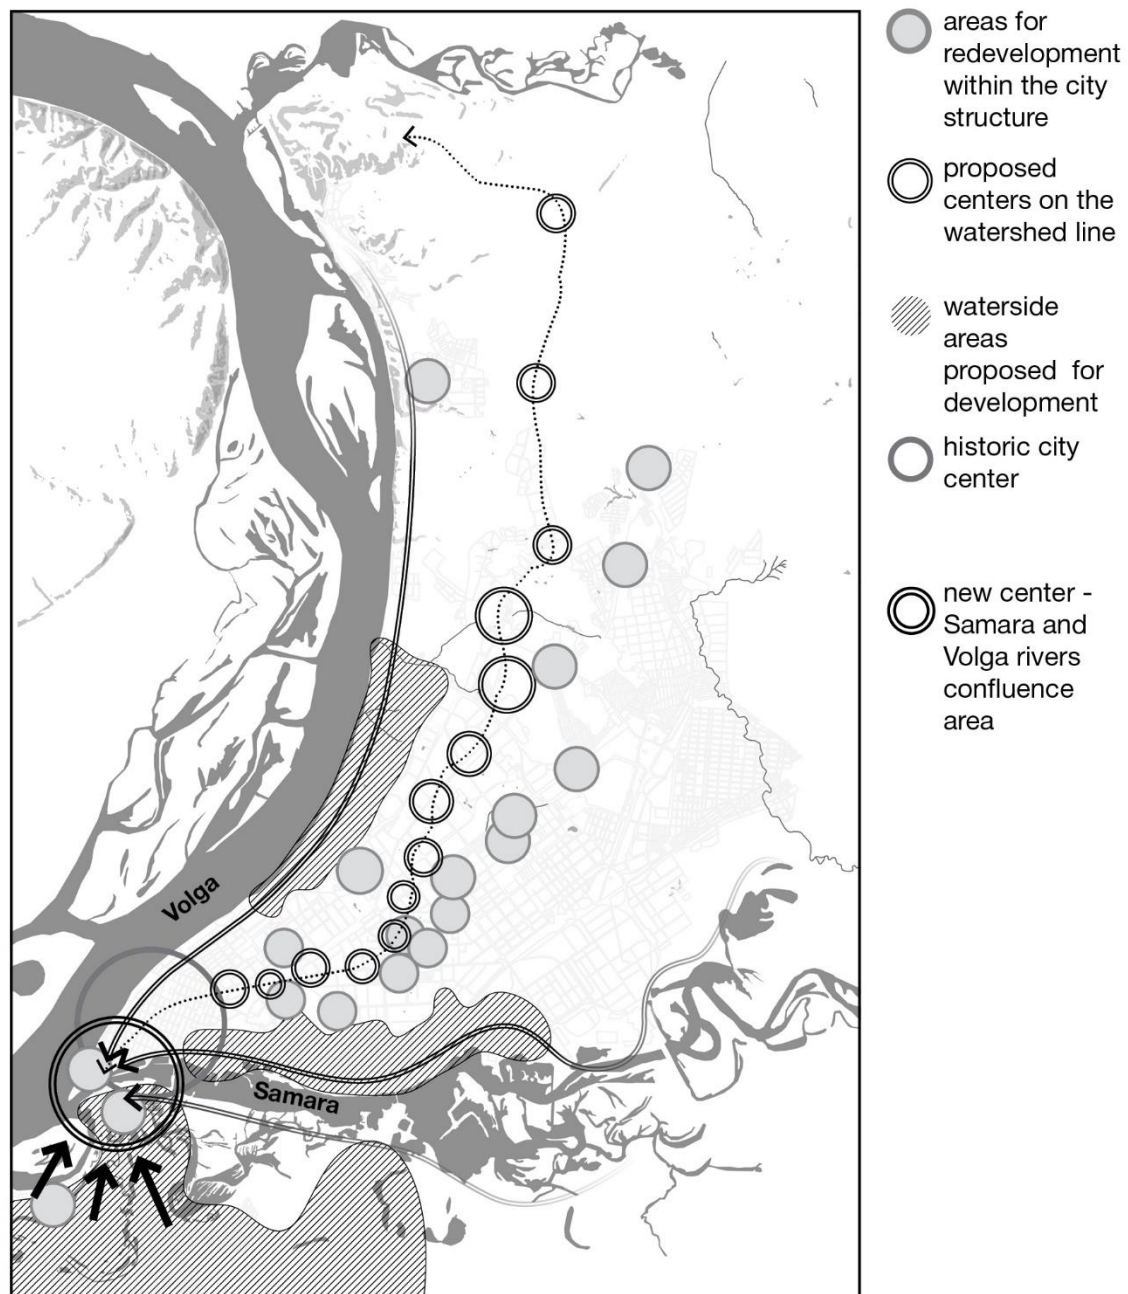 areas for
redevelopment
within the city
structure
proposed
centers on the
watershed line
waterside
areas
proposed for
development
historic city
center
new center -
Samara and
Volga rivers
confluence
area
Volga
Samara